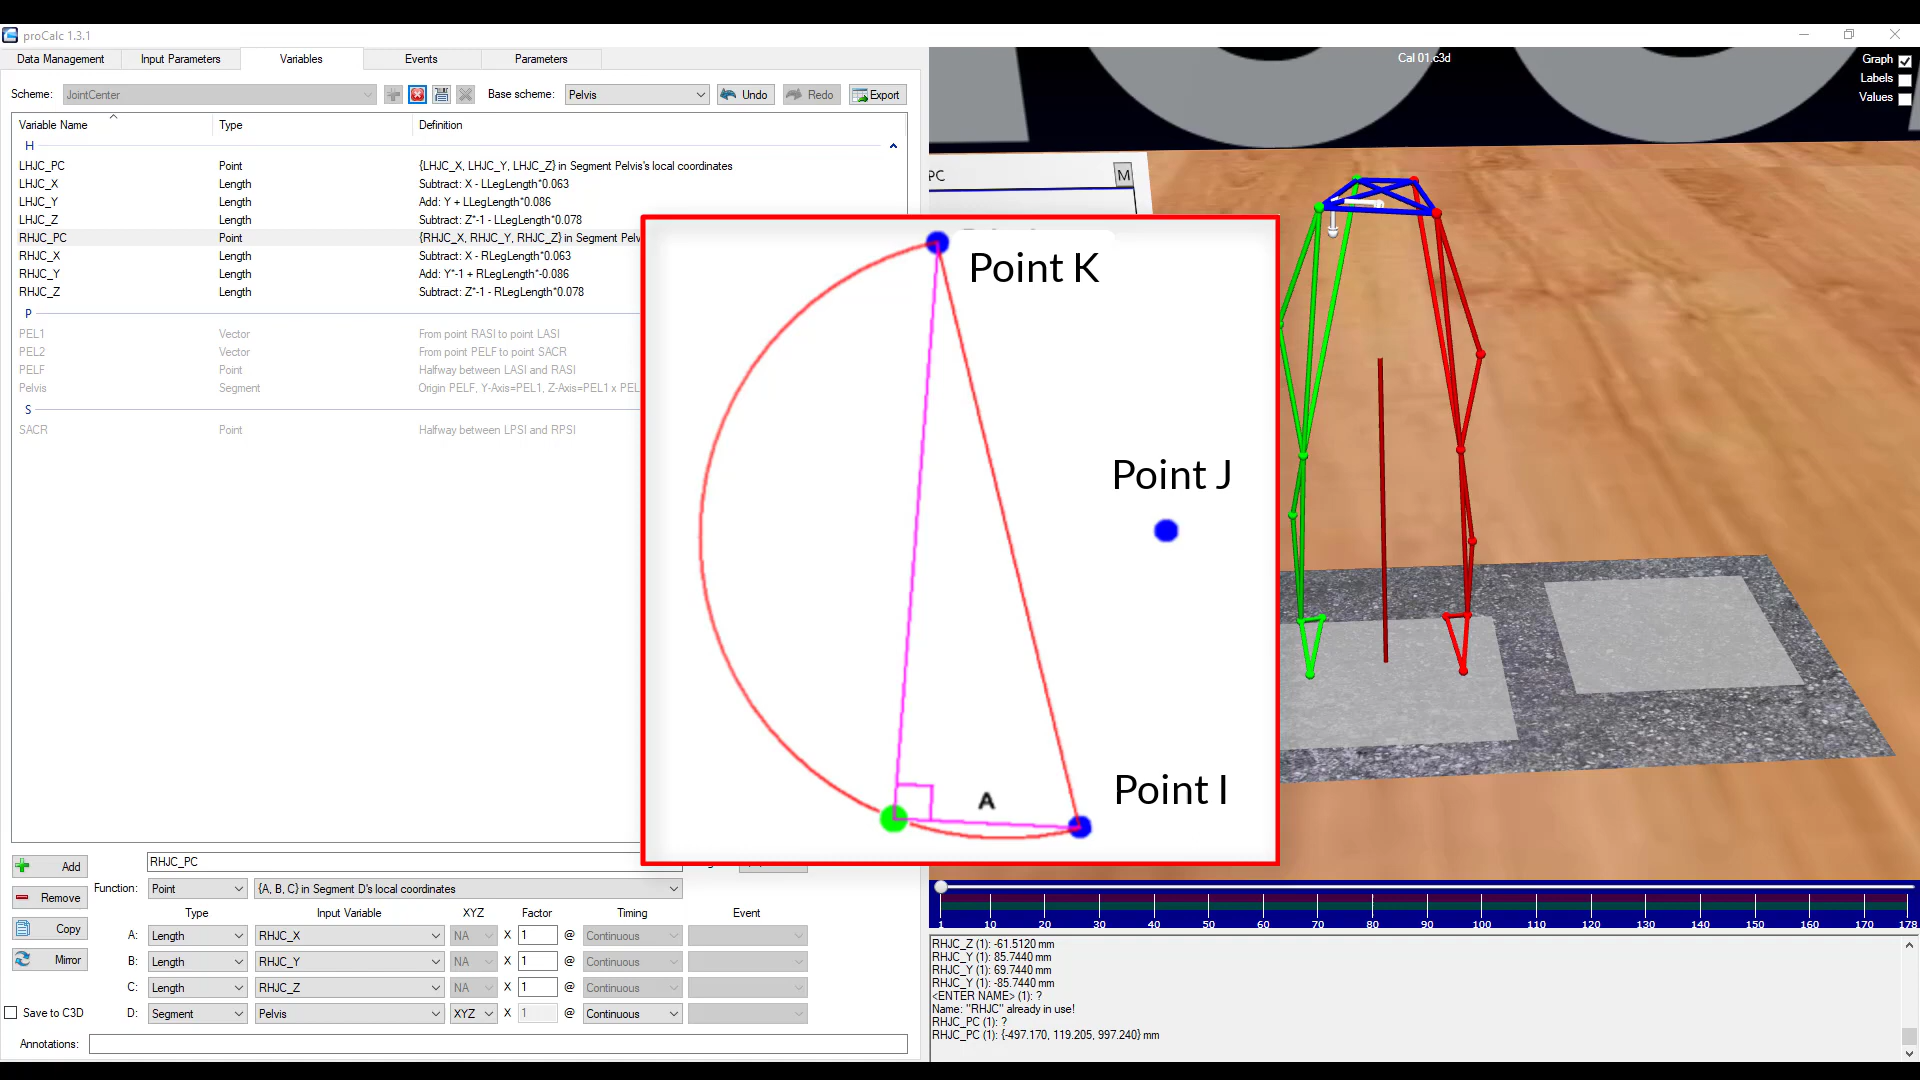 proCalc 1.3.1
Data Management Input Parameters Variables Events Parameters
Scheme: JointCenter Base scheme: Pelvis Undo Redo Export
Variable Name Type Definition
H
LHJC_PC Point {LHJC_X, LHJC_Y, LHJC_Z} in Segment Pelvis's local coordinates
LHJC_X Length Subtract: X - LLegLength*0.063
LHJC_Y Length Add: Y + LLegLength*0.086
LHJC_Z Length Subtract: Z*-1 - LLegLength*0.078
RHJC_PC Point {RHJC_X, RHJC_Y, RHJC_Z} in Segment Pelv
RHJC_X Length Subtract: X - RLegLength*0.063
RHJC_Y Length Add: Y*-1 + RLegLength*-0.086
RHJC_Z Length Subtract: Z*-1 - RLegLength*0.078
P
PEL1 Vector From point RASI to point LASI
PEL2 Vector From point PELF to point SACR
PELF Point Halfway between LASI and RASI
Pelvis Segment Origin PELF, Y-Axis=PEL1, Z-Axis=PEL1 x PEL
S
SACR Point Halfway between LPSI and RPSI
Point K
Point J
Point I
A
Cal 01.c3d
Graph
Labels
Values
PC M
Add
Remove
Copy
Mirror
RHJC_PC
Function: Point {A, B, C} in Segment D's local coordinates
Type Input Variable XYZ Factor Timing Event
A: Length RHJC_X NA X 1 @ Continuous
B: Length RHJC_Y NA X 1 @ Continuous
C: Length RHJC_Z NA X 1 @ Continuous
Save to C3D D: Segment Pelvis XYZ X 1 @ Continuous
Annotations:
1 10 20 30 40 50 60 70 80 90 100 110 120 130 140 150 160 170 178
RHJC_Z (1): -61.5120 mm
RHJC_Y (1): 85.7440 mm
RHJC_Y (1): 69.7440 mm
RHJC_Y (1): -85.7440 mm
<ENTER NAME> (1): ?
Name: "RHJC" already in use!
RHJC_PC (1): ?
RHJC_PC (1): {-497.170, 119.205, 997.240} mm